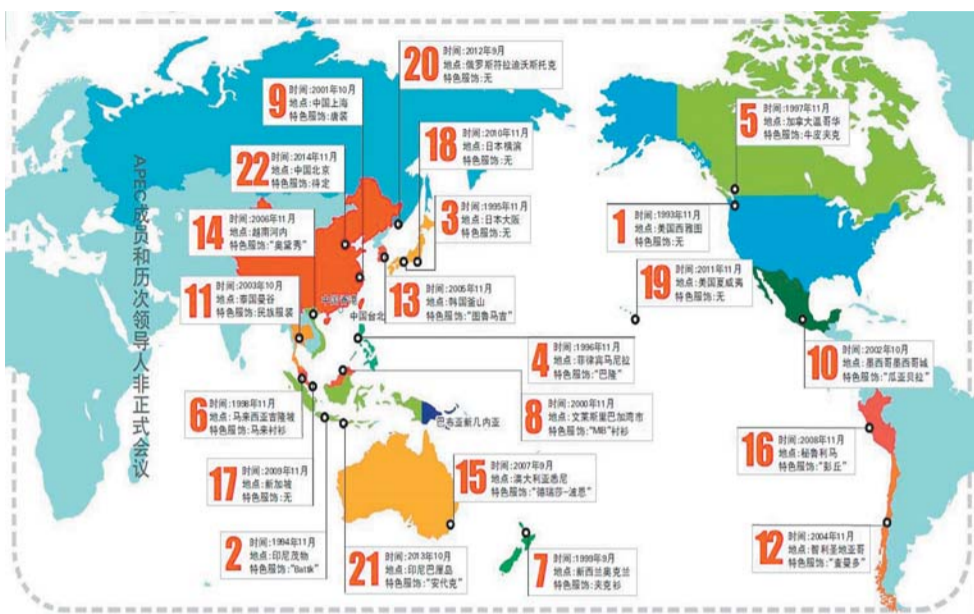 APEC成员和历次领导人非正式会议
20
时间:2012年9月
地点:俄罗斯符拉迪沃斯托克
特色服饰:无
9
时间:2001年10月
地点:中国上海
特色服饰:唐装
18
时间:2010年11月
地点:日本横滨
特色服饰:无
5
时间:1997年11月
地点:加拿大温哥华
特色服饰:牛皮夹克
22
时间:2014年11月
地点:中国北京
特色服饰:待定
3
时间:1995年11月
地点:日本大阪
特色服饰:无
14
时间:2006年11月
地点:越南河内
特色服饰:“奥黛秀”
1
时间:1993年11月
地点:美国西雅图
特色服饰:无
11
时间:2003年10月
地点:泰国曼谷
特色服饰:民族服装
中国香港
中国台北
13
时间:2005年11月
地点:韩国釜山
特色服饰:“图鲁马吉”
19
时间:2011年11月
地点:美国夏威夷
特色服饰:无
4
时间:1996年11月
地点:菲律宾马尼拉
特色服饰:“巴隆”
10
时间:2002年10月
地点:墨西哥墨西哥城
特色服饰:“瓜亚贝拉”
6
时间:1998年11月
地点:马来西亚吉隆坡
特色服饰:马来衬衫
8
时间:2000年11月
地点:文莱斯里巴加湾市
特色服饰:“MIB”衬衫
巴布亚新几内亚
16
时间:2008年11月
地点:秘鲁利马
特色服饰:“彭丘”
17
时间:2009年11月
地点:新加坡
特色服饰:无
15
时间:2007年9月
地点:澳大利亚悉尼
特色服饰:“德瑞莎-波恩”
2
时间:1994年11月
地点:印尼茂物
特色服饰:“Batik”
21
时间:2013年10月
地点:印尼巴厘岛
特色服饰:“安代克”
7
时间:1999年9月
地点:新西兰奥克兰
特色服饰:夹克衫
12
时间:2004年11月
地点:智利圣地亚哥
特色服饰:“查曼多”